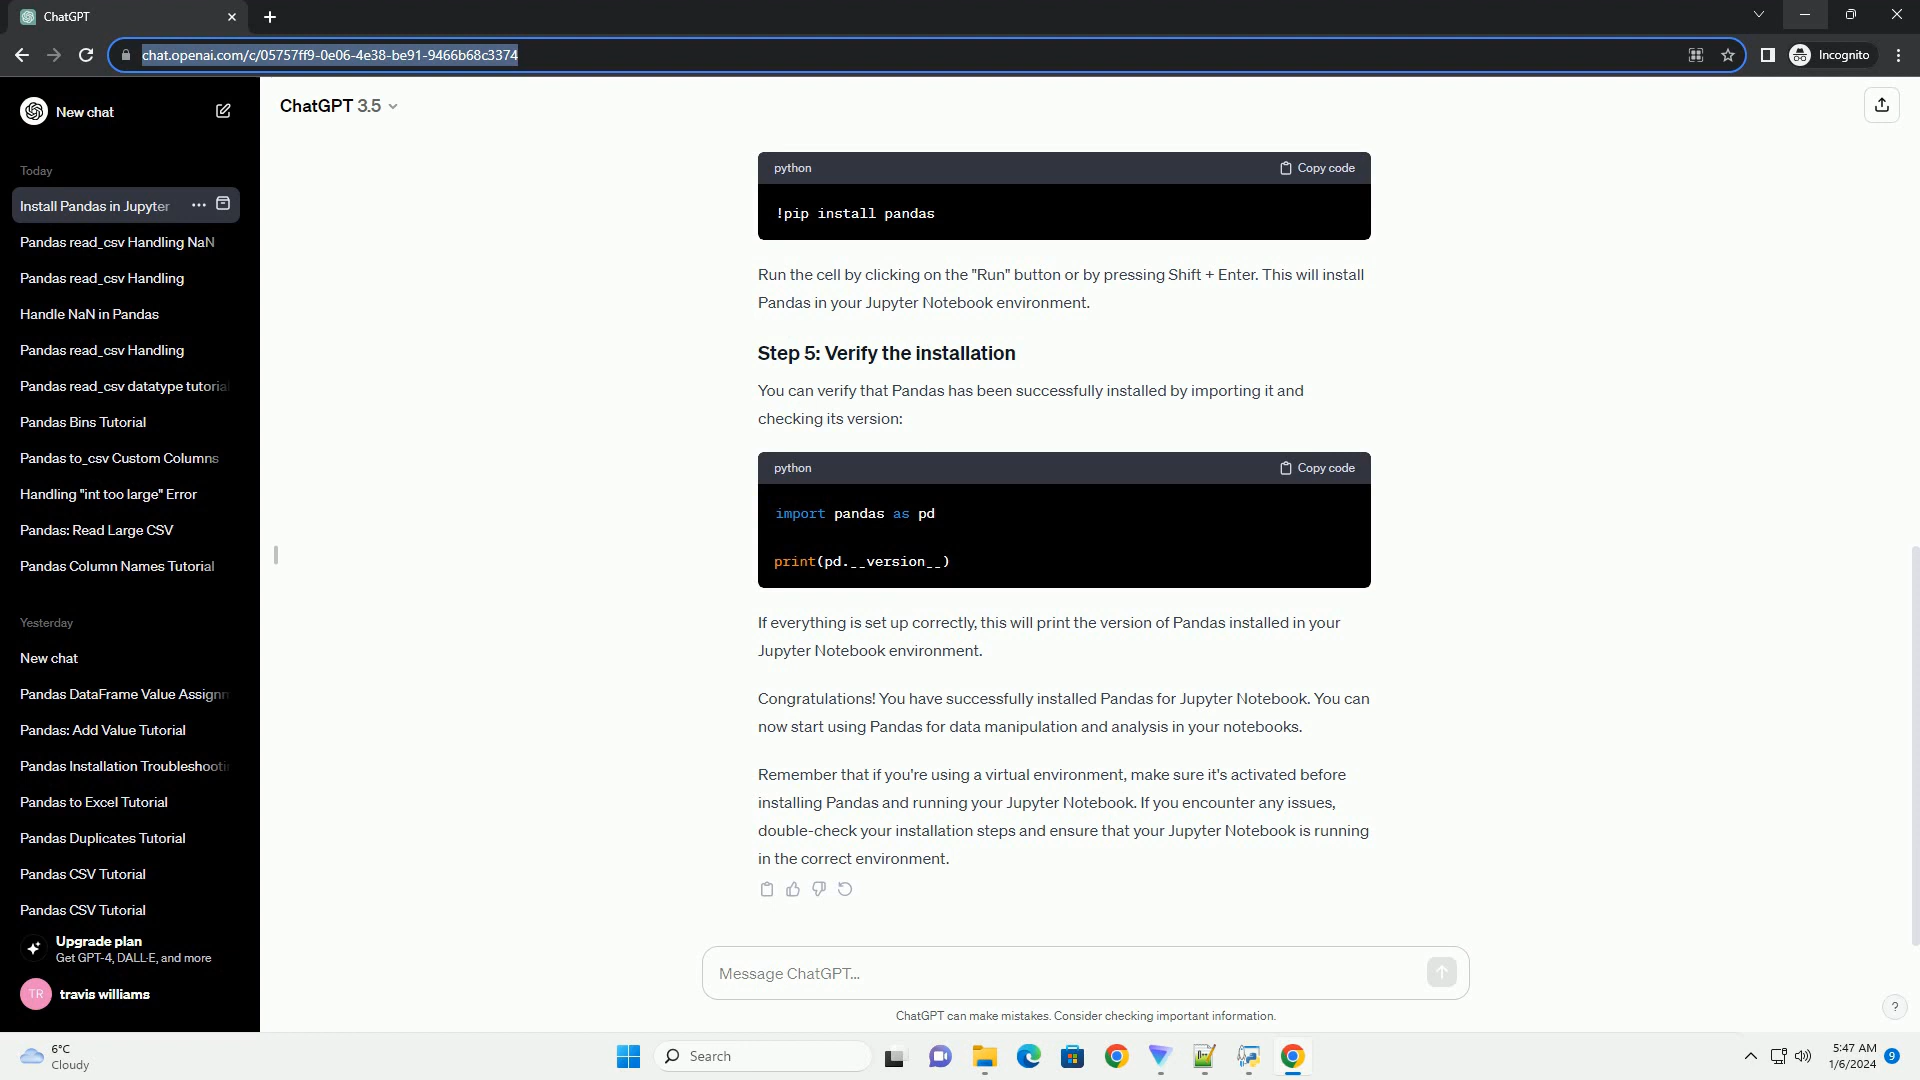 ChatGPT
chat.openai.com/c/05757ff9-0e06-4e38-be91-9466b68c3374
Incognito
New chat
Today
Install Pandas in Jupyter
Pandas read_csv Handling NaN
Pandas read_csv Handling
Handle NaN in Pandas
Pandas read_csv Handling
Pandas read_csv datatype tutorial
Pandas Bins Tutorial
Pandas to_csv Custom Columns
Handling "int too large" Error
Pandas: Read Large CSV
Pandas Column Names Tutorial
Yesterday
New chat
Pandas DataFrame Value Assignm
Pandas: Add Value Tutorial
Pandas Installation Troubleshooti
Pandas to Excel Tutorial
Pandas Duplicates Tutorial
Pandas CSV Tutorial
Pandas CSV Tutorial
Upgrade plan
Get GPT-4, DALL·E, and more
TR travis williams
ChatGPT 3.5
python Copy code
!pip install pandas
Run the cell by clicking on the "Run" button or by pressing Shift + Enter. This will install
Pandas in your Jupyter Notebook environment.
Step 5: Verify the installation
You can verify that Pandas has been successfully installed by importing it and
checking its version:
python Copy code
import pandas as pd
print(pd.__version__)
If everything is set up correctly, this will print the version of Pandas installed in your
Jupyter Notebook environment.
Congratulations! You have successfully installed Pandas for Jupyter Notebook. You can
now start using Pandas for data manipulation and analysis in your notebooks.
Remember that if you're using a virtual environment, make sure it's activated before
installing Pandas and running your Jupyter Notebook. If you encounter any issues,
double-check your installation steps and ensure that your Jupyter Notebook is running
in the correct environment.
Message ChatGPT...
ChatGPT can make mistakes. Consider checking important information.
?
6°C
Cloudy
Search
5:47 AM
1/6/2024
9